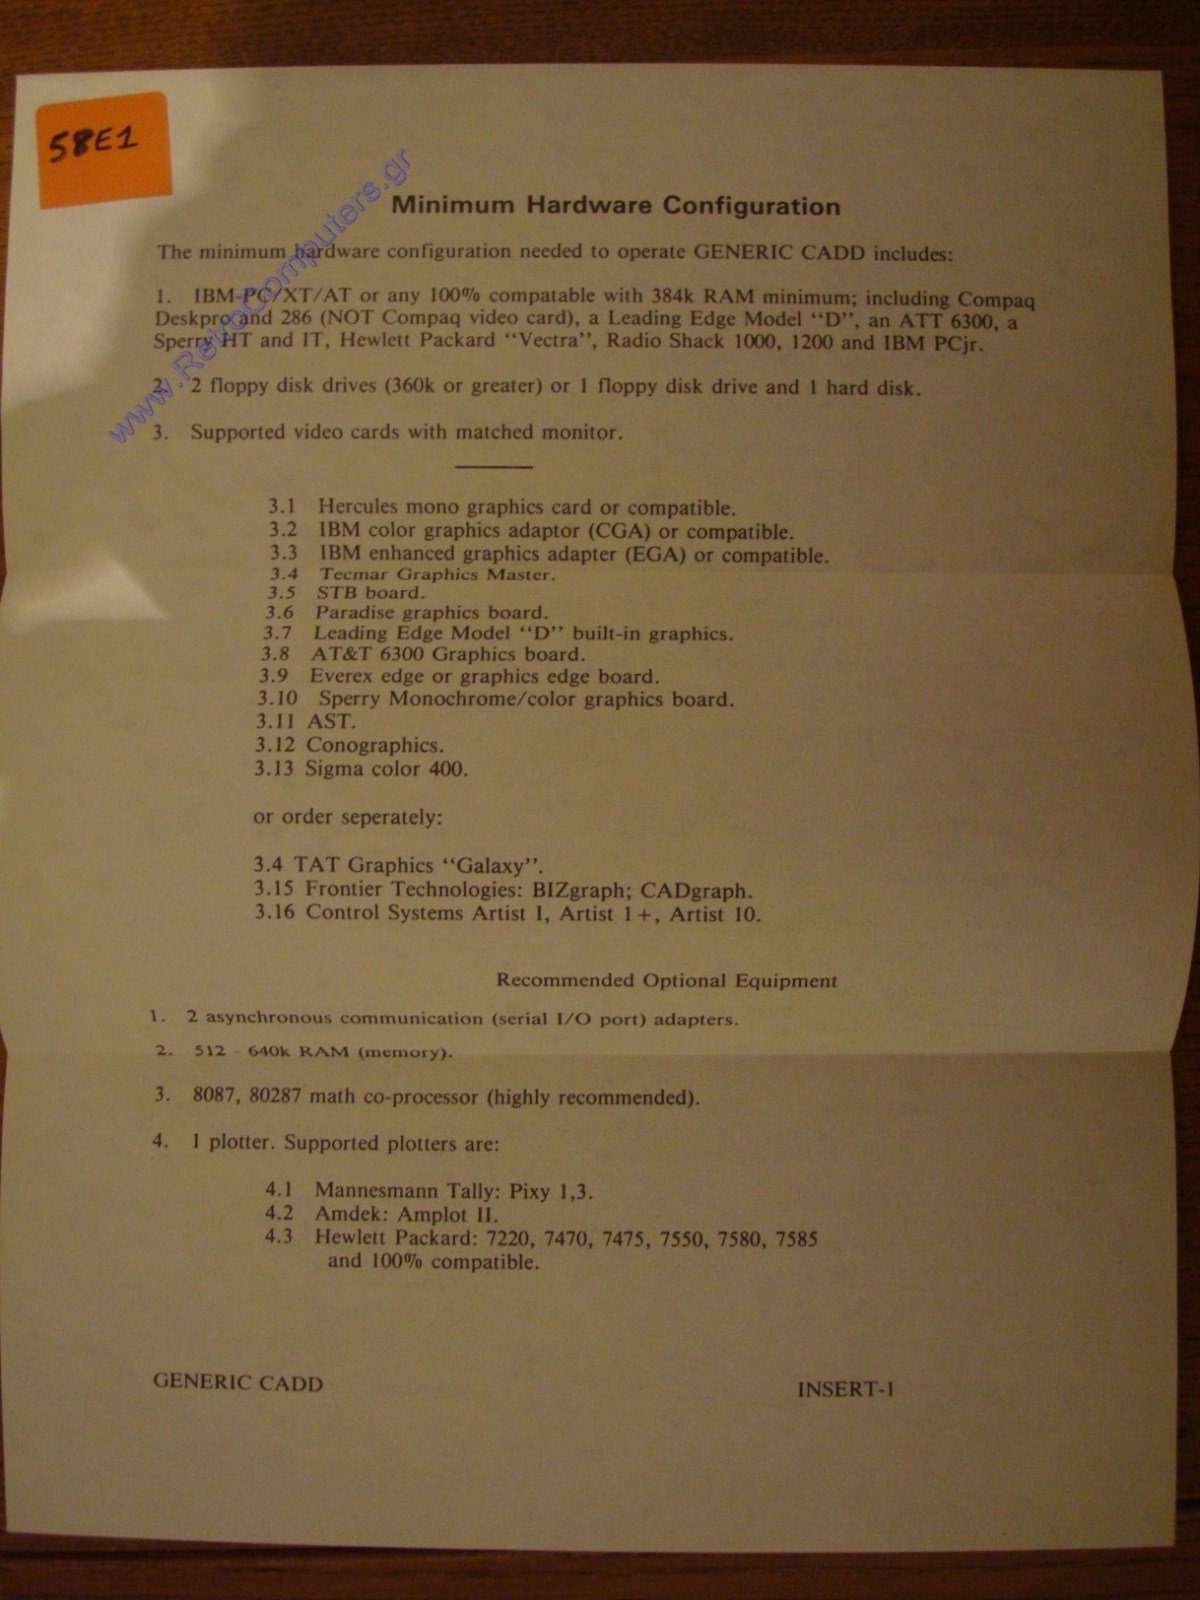 58E1
www.RetroComputers.gr
Minimum Hardware Configuration
The minimum hardware configuration needed to operate GENERIC CADD includes:
1. IBM-PC/XT/AT or any 100% compatable with 384k RAM minimum; including Compaq
Deskpro and 286 (NOT Compaq video card), a Leading Edge Model "D", an ATT 6300, a
Sperry HT and IT, Hewlett Packard "Vectra", Radio Shack 1000, 1200 and IBM PCjr.
2. 2 floppy disk drives (360k or greater) or 1 floppy disk drive and 1 hard disk.
3. Supported video cards with matched monitor.
3.1 Hercules mono graphics card or compatible.
3.2 IBM color graphics adaptor (CGA) or compatible.
3.3 IBM enhanced graphics adapter (EGA) or compatible.
3.4 Tecmar Graphics Master.
3.5 STB board.
3.6 Paradise graphics board.
3.7 Leading Edge Model "D" built-in graphics.
3.8 AT&T 6300 Graphics board.
3.9 Everex edge or graphics edge board.
3.10 Sperry Monochrome/color graphics board.
3.11 AST.
3.12 Conographics.
3.13 Sigma color 400.
or order seperately:
3.4 TAT Graphics "Galaxy".
3.15 Frontier Technologies: BIZgraph; CADgraph.
3.16 Control Systems Artist I, Artist 1+, Artist 10.
Recommended Optional Equipment
1. 2 asynchronous communication (serial I/O port) adapters.
2. 512 - 640k RAM (memory).
3. 8087, 80287 math co-processor (highly recommended).
4. 1 plotter. Supported plotters are:
4.1 Mannesmann Tally: Pixy 1,3.
4.2 Amdek: Amplot II.
4.3 Hewlett Packard: 7220, 7470, 7475, 7550, 7580, 7585
and 100% compatible.
GENERIC CADD
INSERT-1